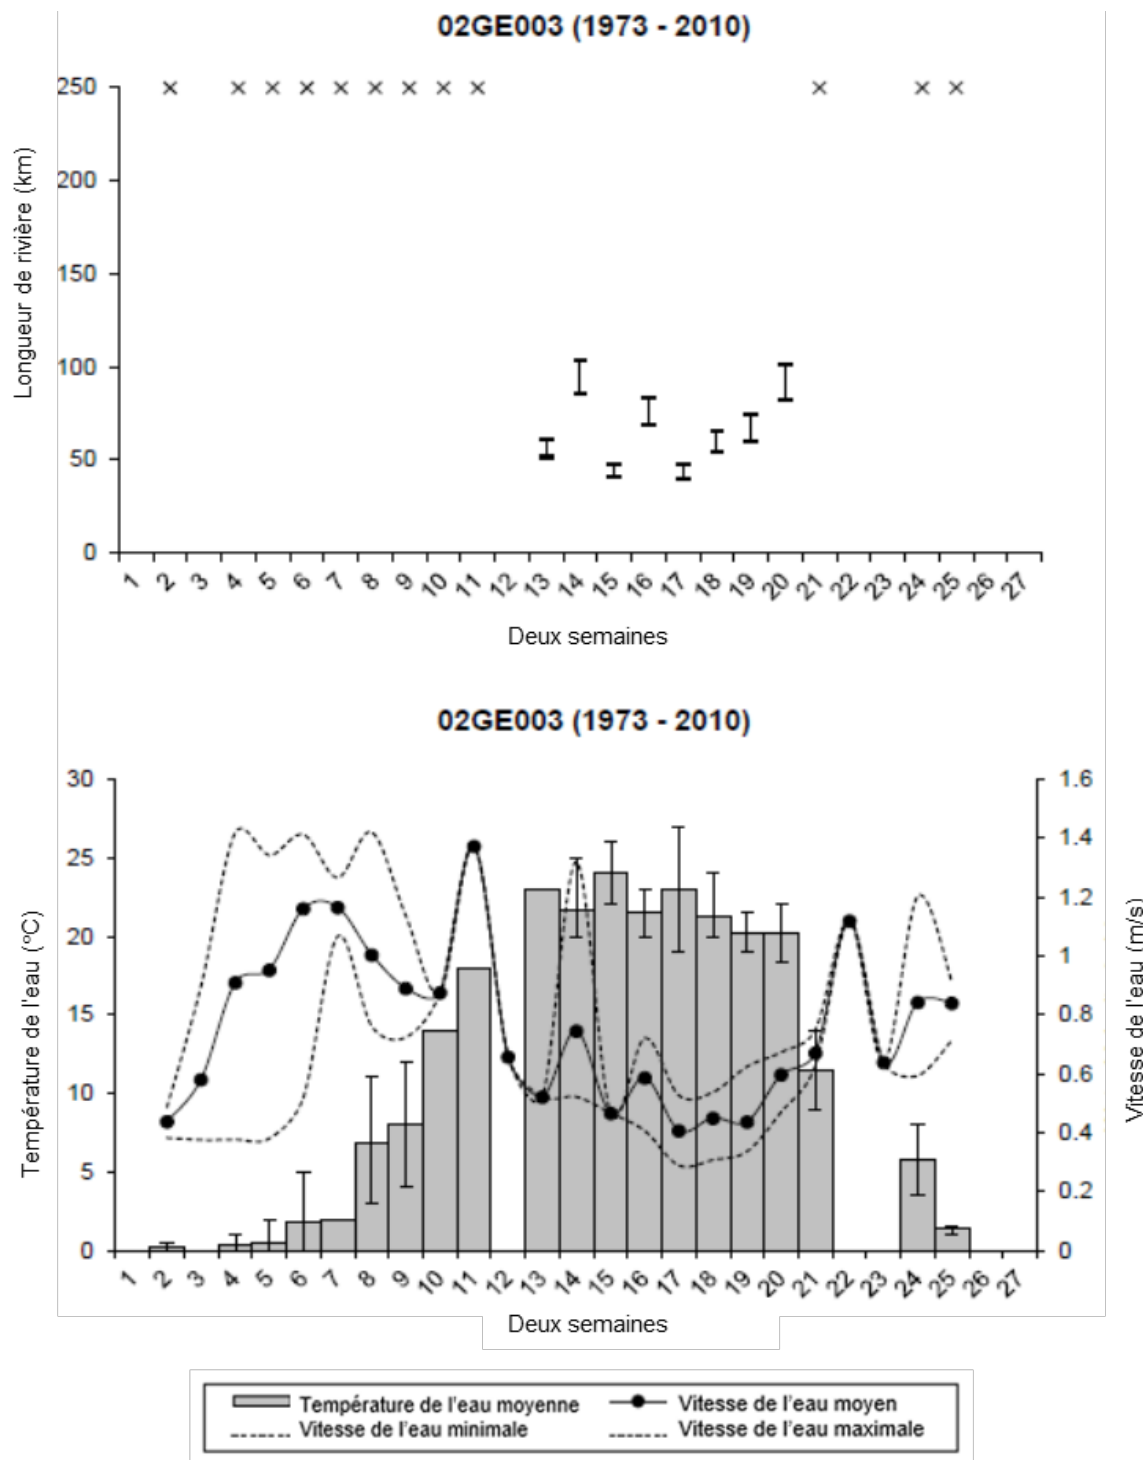 02GE003 (1973 - 2010)
Longueur de rivière (km)
250
200
150
100
50
0
1 2 3 4 5 6 7 8 9 10 11 13 14 15 16 17 18 19 20 21 22 23 24 25 26 27
Deux semaines
02GE003 (1973 - 2010)
Température de l'eau (°C)
30
25
20
15
10
5
0
1.6
1.4
1.2
1
0.8
0.6
0.4
0.2
0
Vitesse de l'eau (m/s)
1 2 3 4 5 6 7 8 9 10 11 12 13 14 15 16 17 18 19 20 21 22 23 24 25 26 27
Deux semaines
Température de l'eau moyenne Vitesse de l'eau moyen
Vitesse de l'eau minimale Vitesse de l'eau maximale